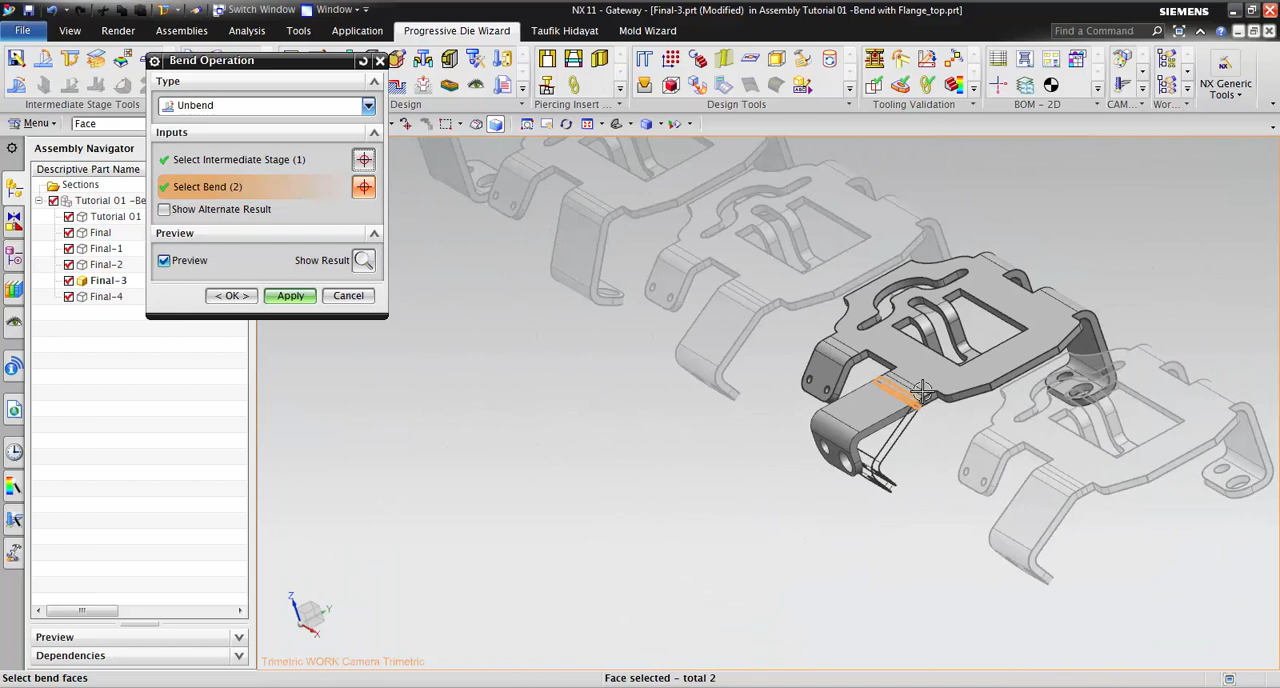 Switch Window Window
NX 11 - Gateway - [Final-3.prt (Modified) in Assembly Tutorial 01 -Bend with Flange_top.prt]
SIEMENS
File View Render Assemblies Analysis Tools Application Progressive Die Wizard Taufik Hidayat Mold Wizard
Find a Command
Intermediate Stage Tools
Design
Piercing Insert ...
Design Tools
Tooling Validation
BOM - 2D
CAM...
Wor...
NX Generic
Tools
Menu
Face
Bend Operation
Type
Unbend
Inputs
Select Intermediate Stage (1)
Select Bend (2)
Show Alternate Result
Preview
Preview Show Result
< OK > Apply Cancel
Assembly Navigator
Descriptive Part Name
Sections
Tutorial 01 -Be
Tutorial 01
Final
Final-1
Final-2
Final-3
Final-4
Preview
Dependencies
Z
Y
X
Trimetric WORK Camera Trimetric
Select bend faces
Face selected - total 2